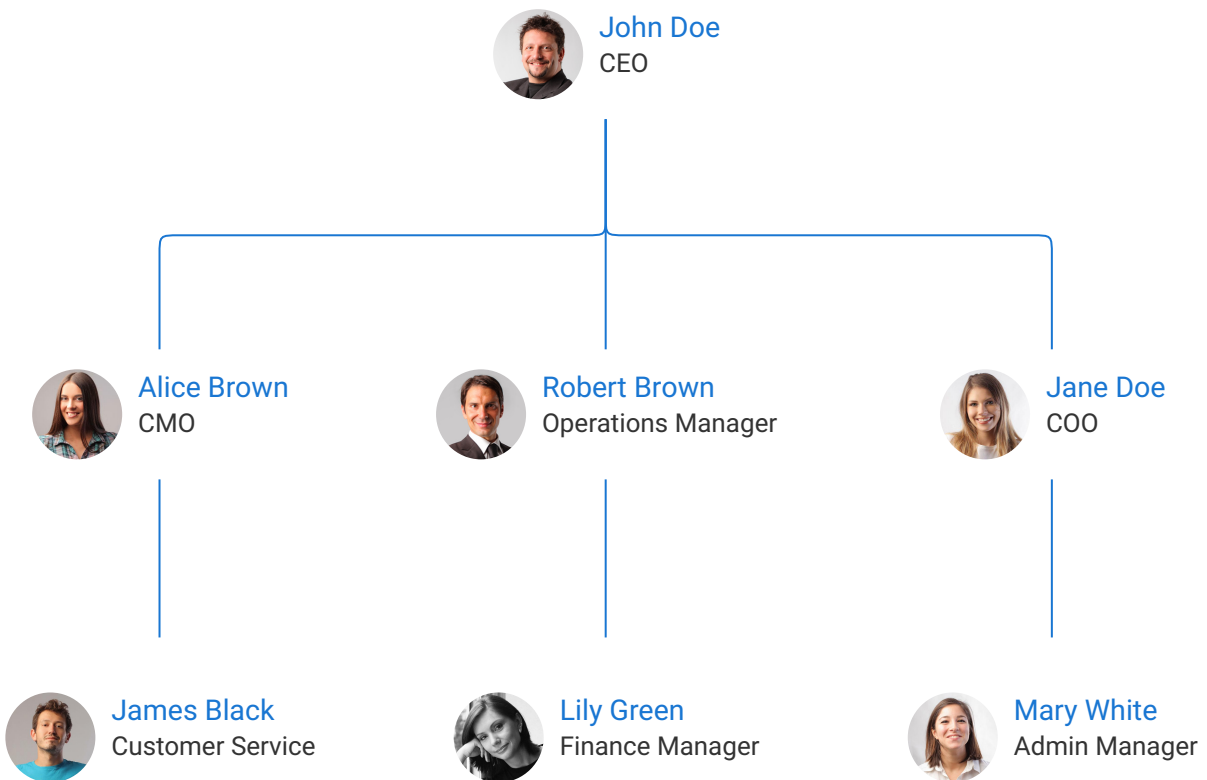 John Doe
CEO
Alice Brown
CMO
Robert Brown
Operations Manager
Jane Doe
COO
James Black
Customer Service
Lily Green
Finance Manager
Mary White
Admin Manager